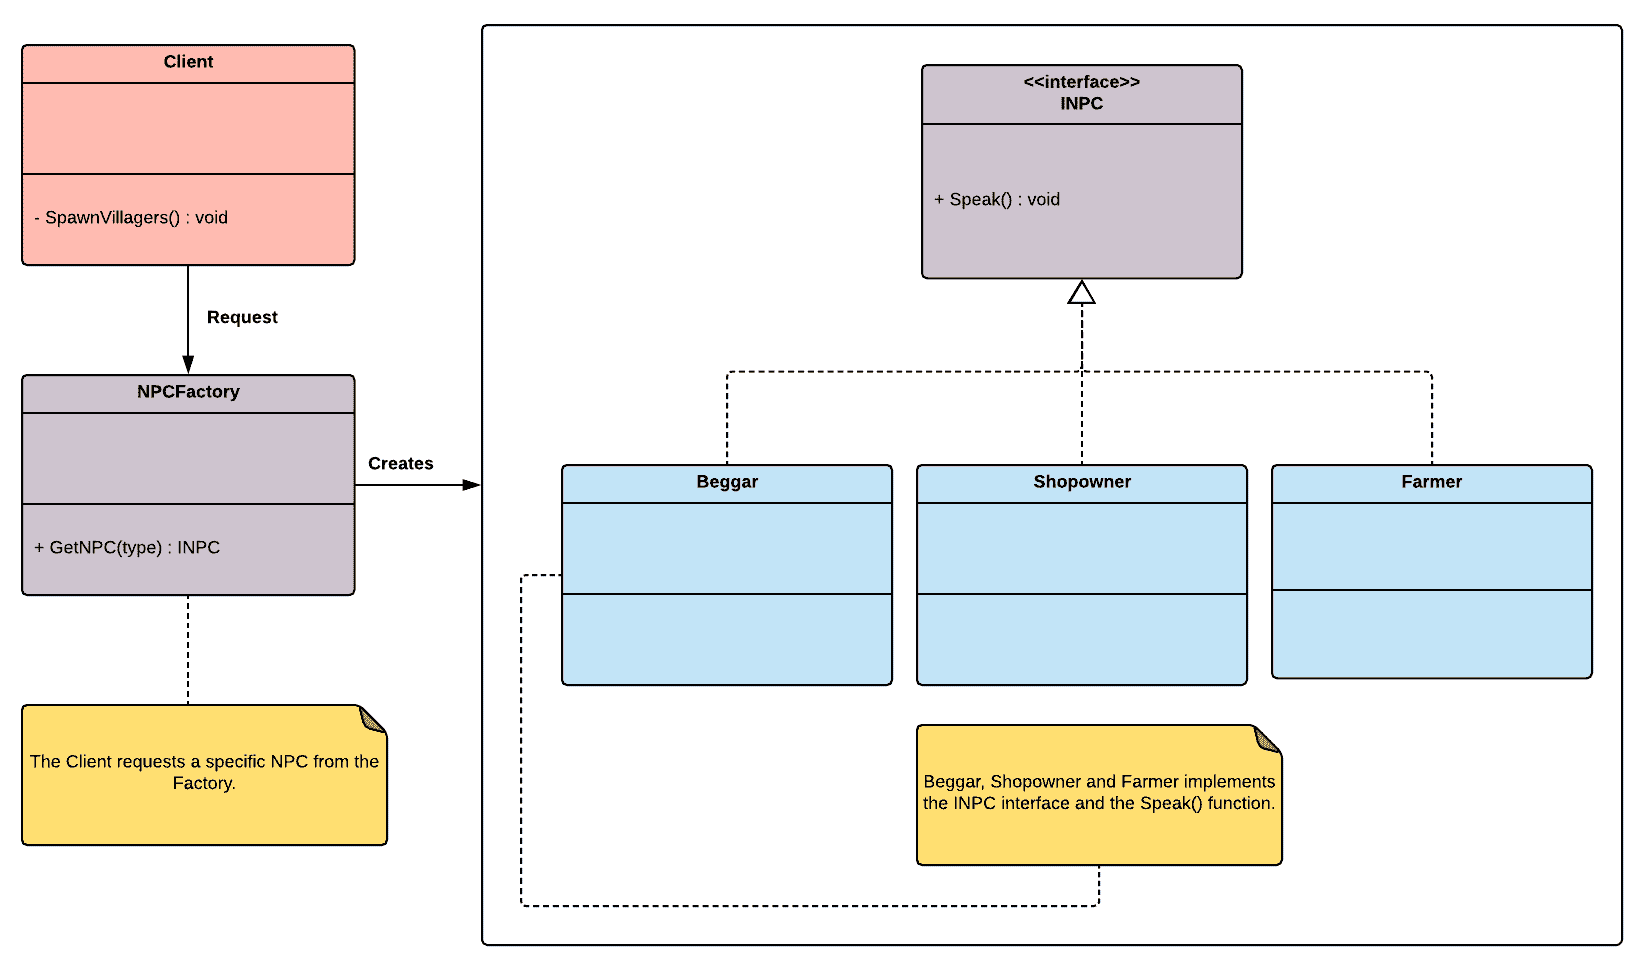 Client
- SpawnVillagers() : void
Request
NPCFactory
+ GetNPC(type) : INPC
Creates
The Client requests a specific NPC from the
Factory.
<<interface>>
INPC
+ Speak() : void
Beggar
Shopowner
Farmer
Beggar, Shopowner and Farmer implements
the INPC interface and the Speak() function.